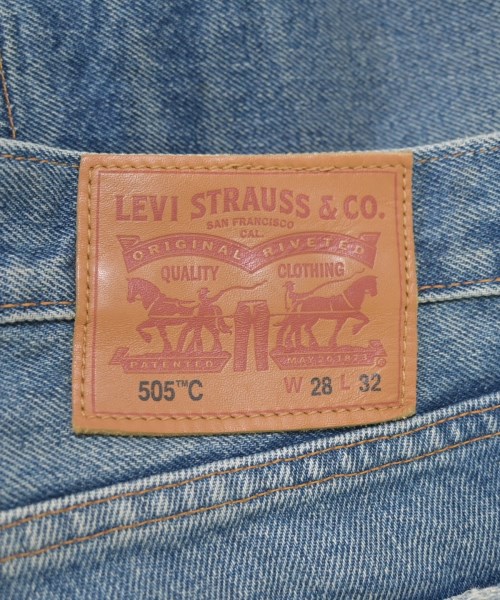 LEVI STRAUSS & CO.
SAN FRANCISCO
CAL.
ORIGINAL RIVETED
QUALITY CLOTHING
PATENTED MAY 20 1873
505™C W 28 L 32